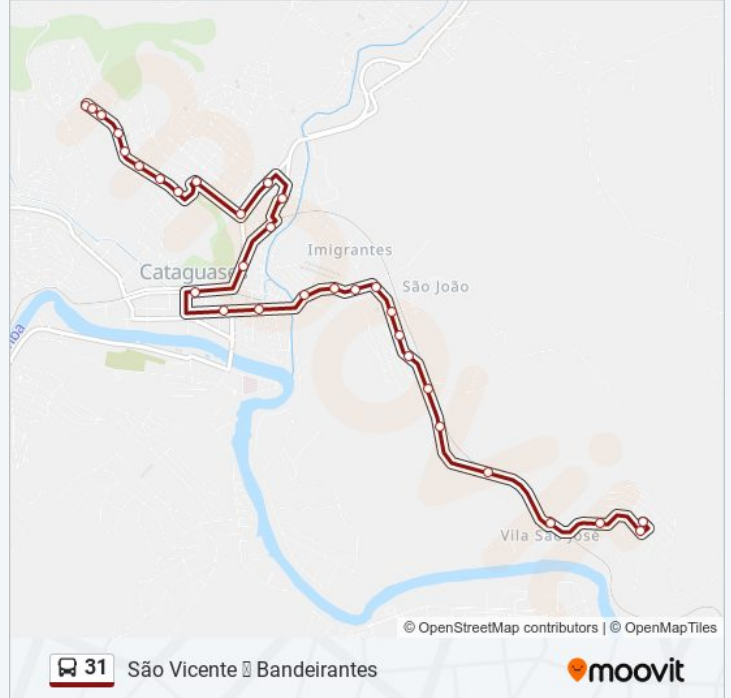 Imigrantes
São João
Cataguases
Vila São José
© OpenStreetMap contributors | © OpenMapTiles
31 São Vicente Bandeirantes
moovit